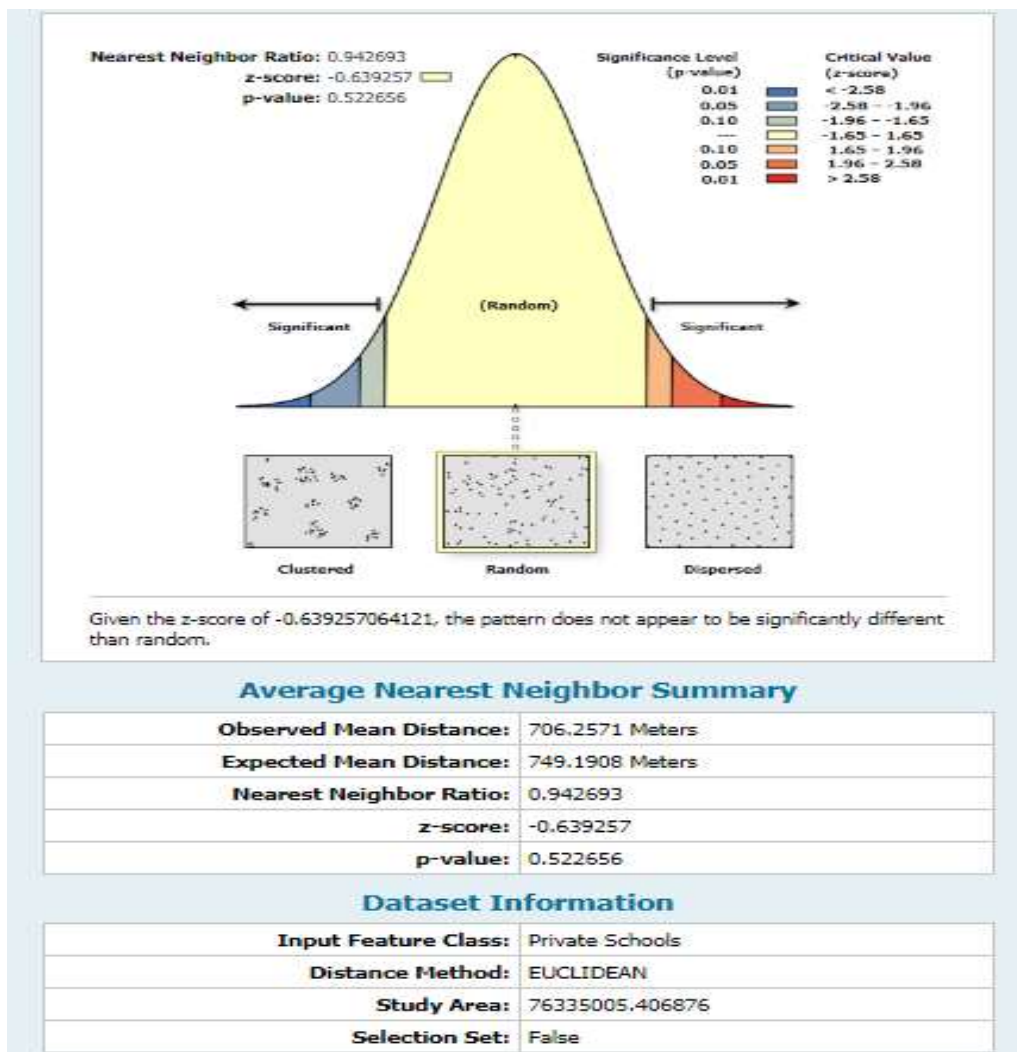 Nearest Neighbor Ratio: 0.942693
z-score: -0.639257
p-value: 0.522656
Significance Level
(p-value)
Critical Value
(z-score)
0.01 < -2.58
0.05 -2.58 - -1.96
0.10 -1.96 - -1.65
--- -1.65 - 1.65
0.10 1.65 - 1.96
0.05 1.96 - 2.58
0.01 > 2.58
(Random)
Significant Significant
Clustered Random Dispersed
Given the z-score of -0.639257064121, the pattern does not appear to be significantly different
than random.
Average Nearest Neighbor Summary
Observed Mean Distance: 706.2571 Meters
Expected Mean Distance: 749.1908 Meters
Nearest Neighbor Ratio: 0.942693
z-score: -0.639257
p-value: 0.522656
Dataset Information
Input Feature Class: Private Schools
Distance Method: EUCLIDEAN
Study Area: 76335005.406876
Selection Set: False